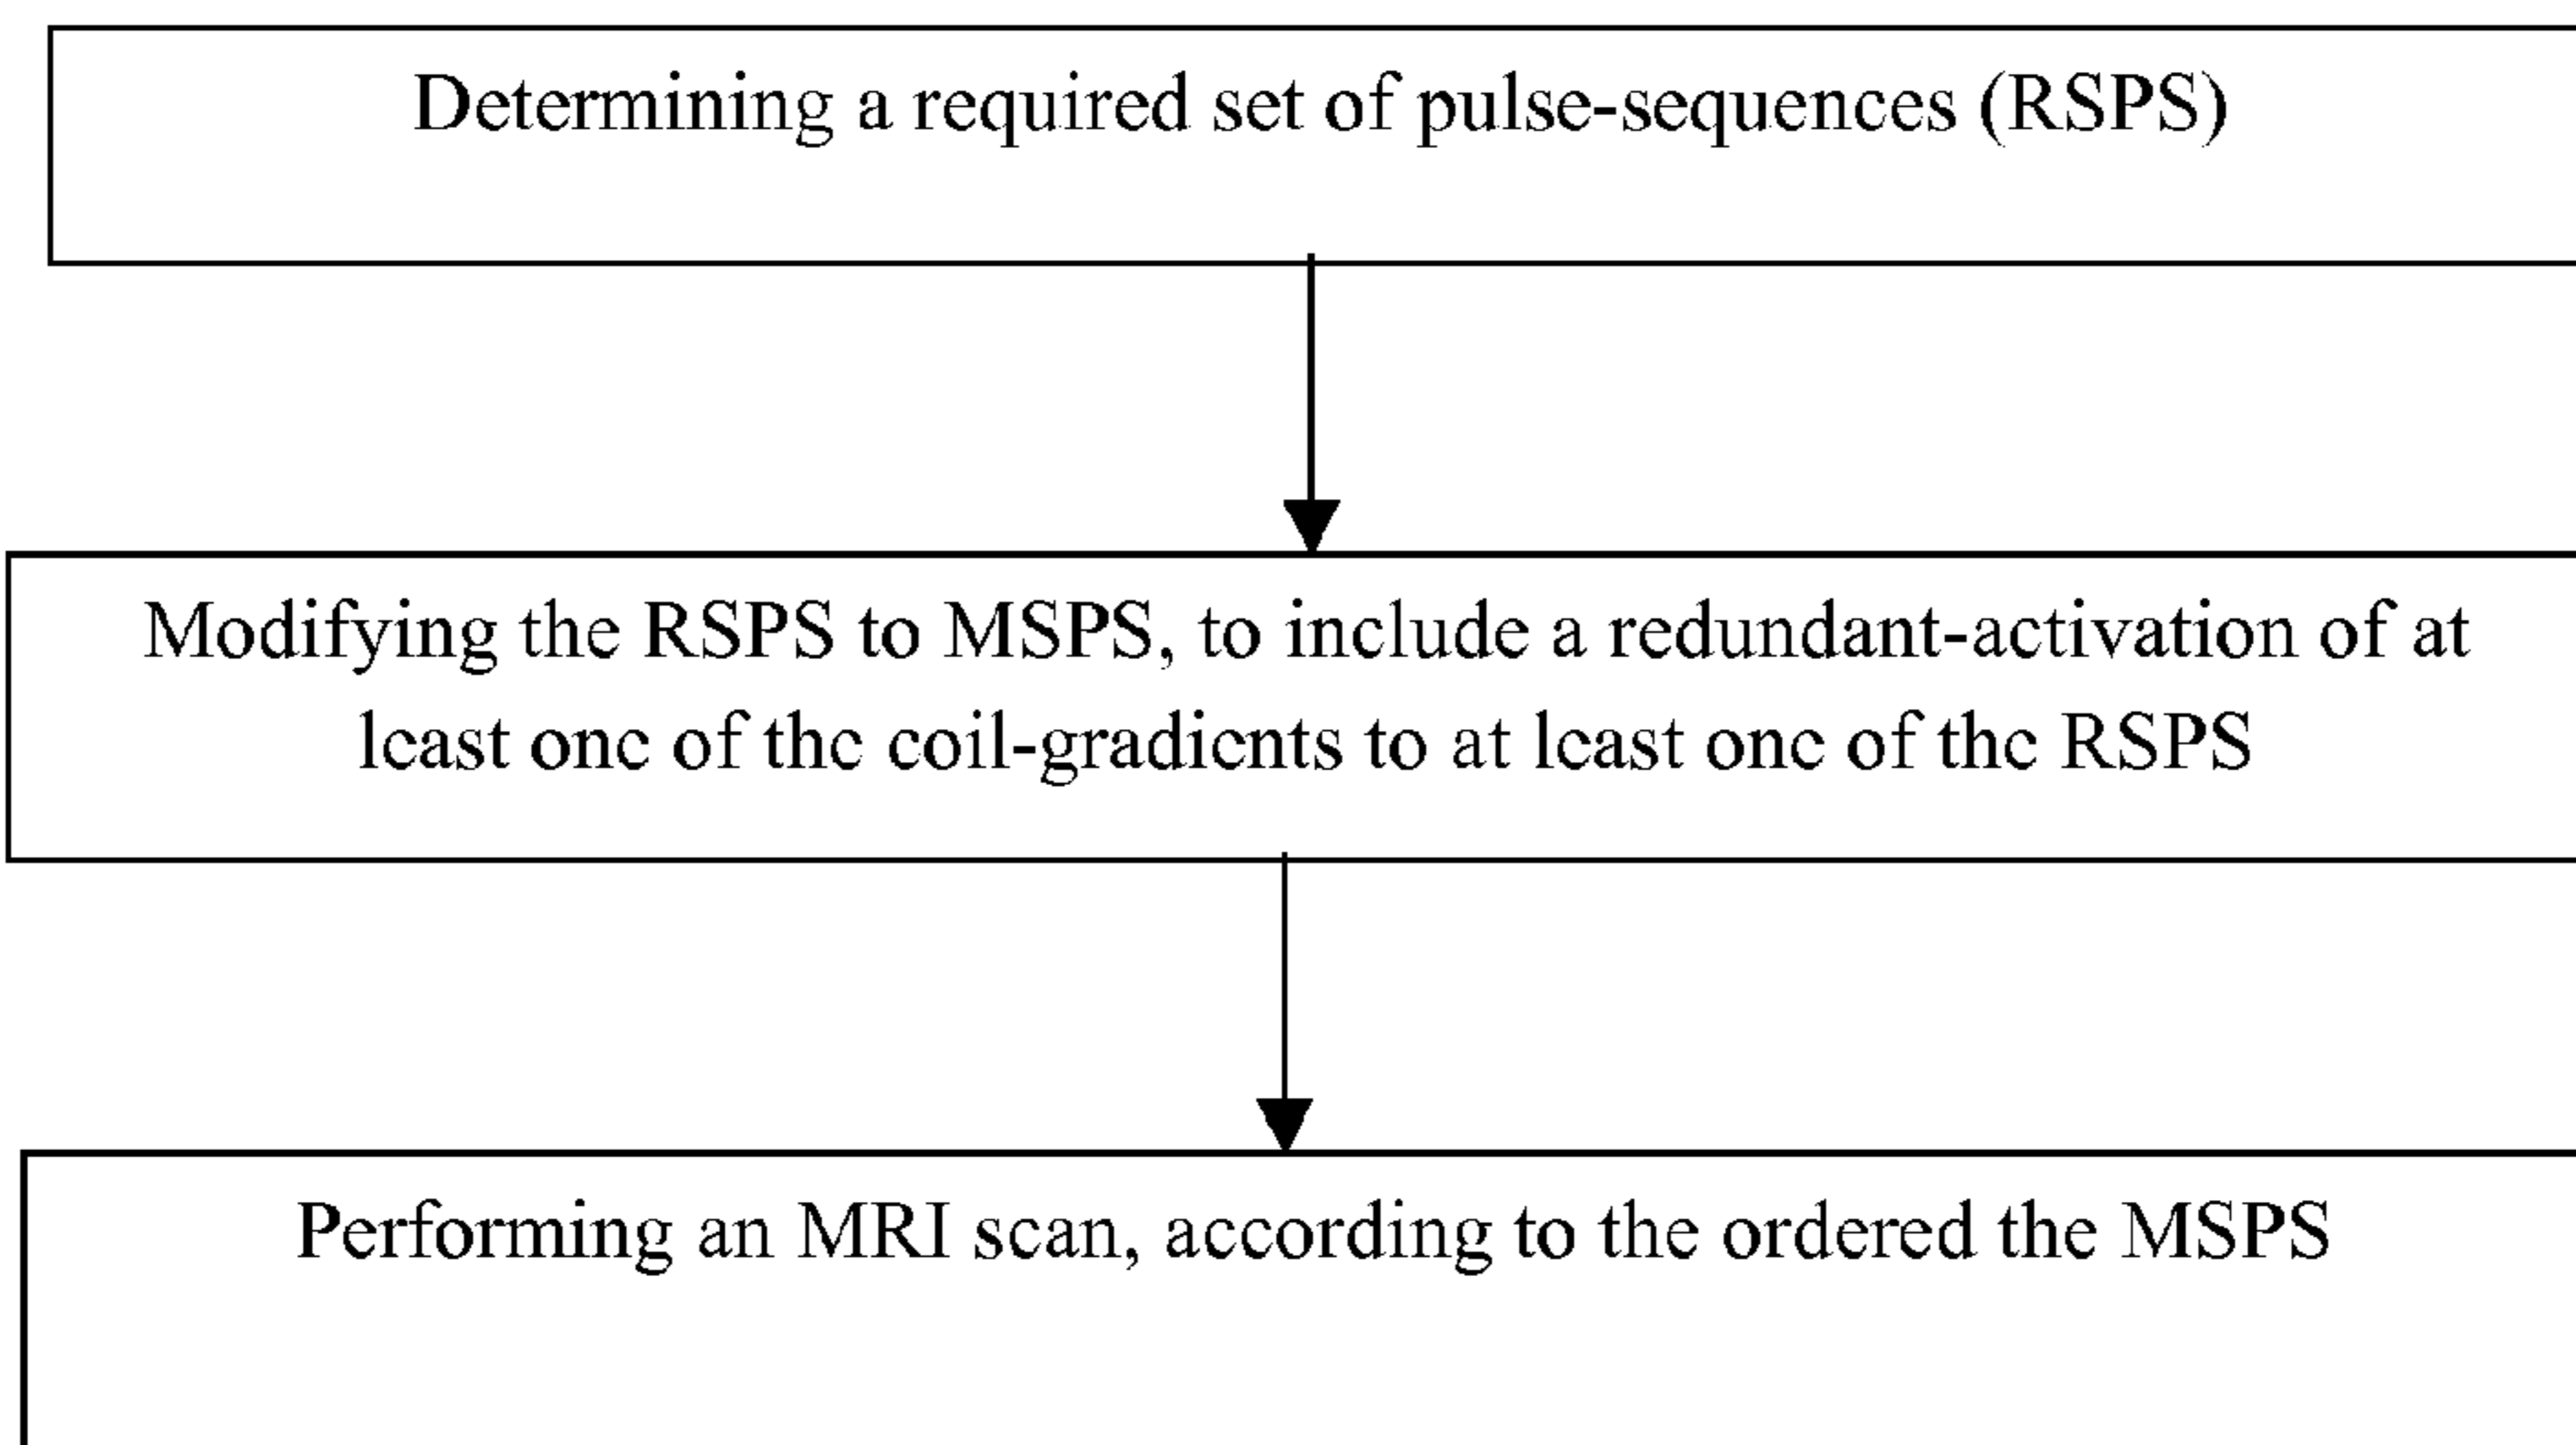 Determining a required set of pulse-sequences (RSPS)
Modifying the RSPS to MSPS, to include a redundant-activation of at
least one of the coil-gradients to at least one of the RSPS
Performing an MRI scan, according to the ordered the MSPS